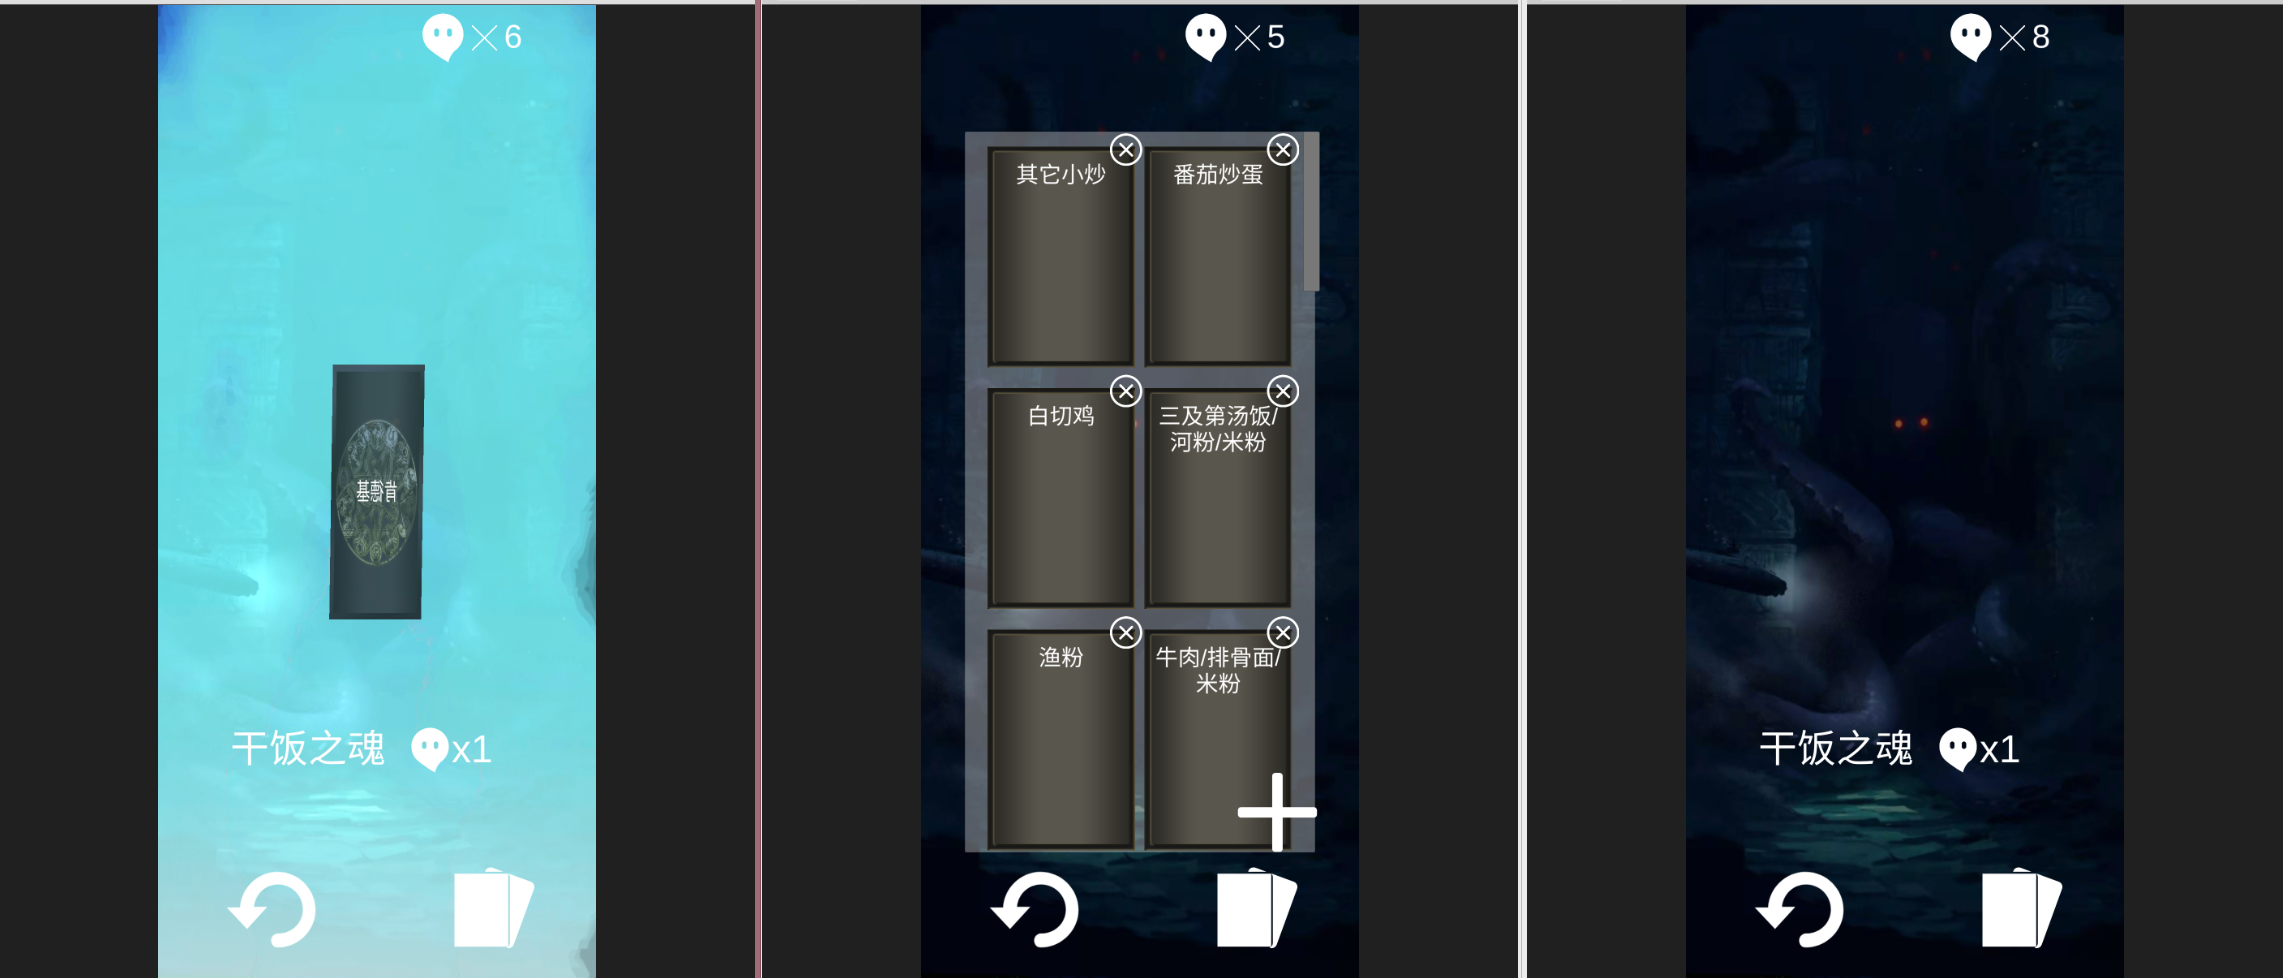 ×6
肯德基
干饭之魂 x1
×5
其它小炒
番茄炒蛋
白切鸡
三及第汤饭/
河粉/米粉
渔粉
牛肉/排骨面/
米粉
×8
干饭之魂 x1